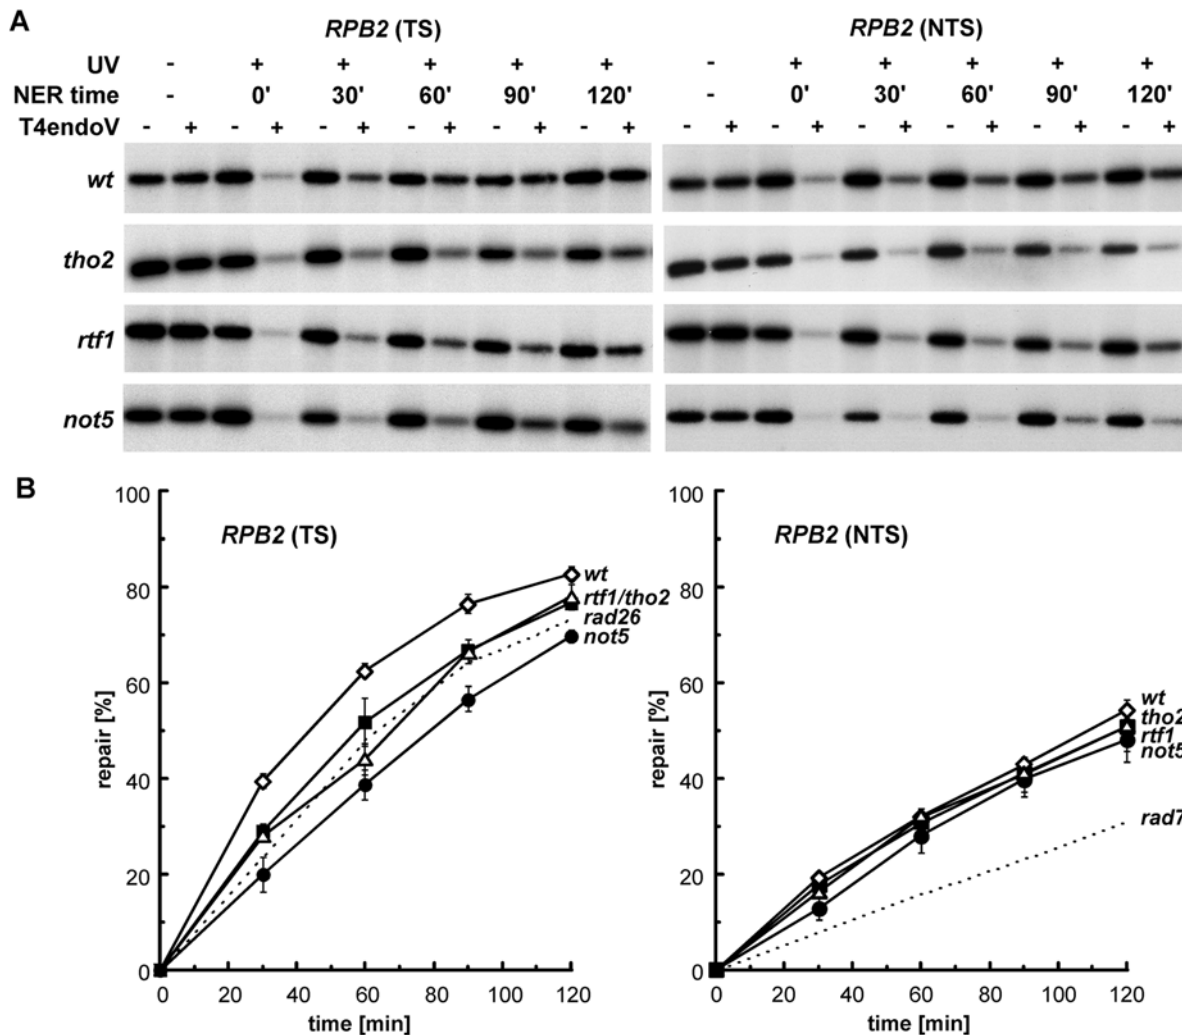 A
RPB2 (TS)
RPB2 (NTS)
UV - + + + + + - + + + + +
NER time - 0' 30' 60' 90' 120' - 0' 30' 60' 90' 120'
T4endoV - + - + - + - + - + - + - + - + - + - + - + - +
wt
tho2
rtf1
not5
B
RPB2 (TS)
100
80
60
40
20
0
repair [%]
wt
rtf1/tho2
rad26
not5
0 20 40 60 80 100 120
time [min]
RPB2 (NTS)
100
80
60
40
20
0
repair [%]
wt
tho2
rtf1
not5
rad7
0 20 40 60 80 100 120
time [min]